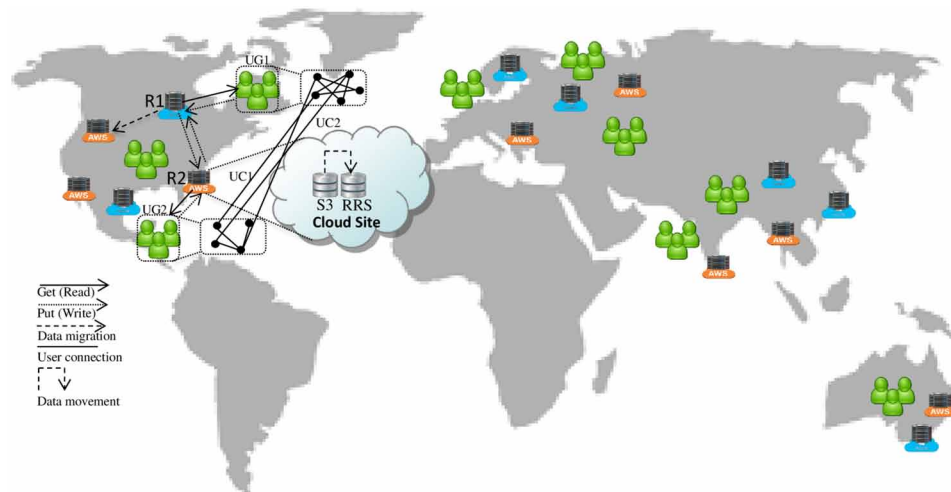 UG1
R1
AWS
UC2
R2
AWS
UC1
AWS
UG2
S3 RRS
Cloud Site
AWS
AWS
AWS
AWS
AWS
Get (Read)
Put (Write)
Data migration
User connection
Data movement